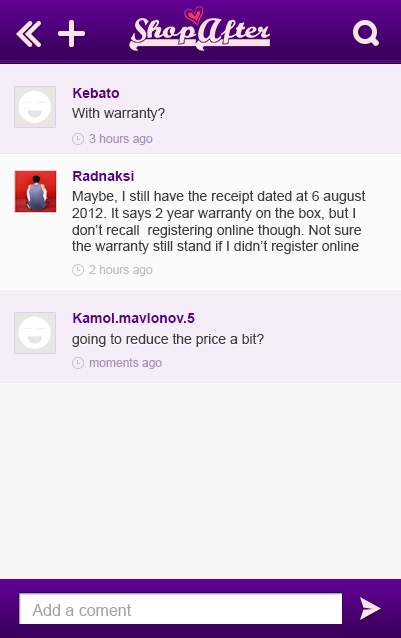 ShopAfter
Kebato
With warranty?
3 hours ago
Radnaksi
Maybe, I still have the receipt dated at 6 august
2012. It says 2 year warranty on the box, but I
don't recall  registering online though. Not sure
the warranty still stand if I didn't register online
2 hours ago
Kamol.mavlonov.5
going to reduce the price a bit?
moments ago
Add a coment